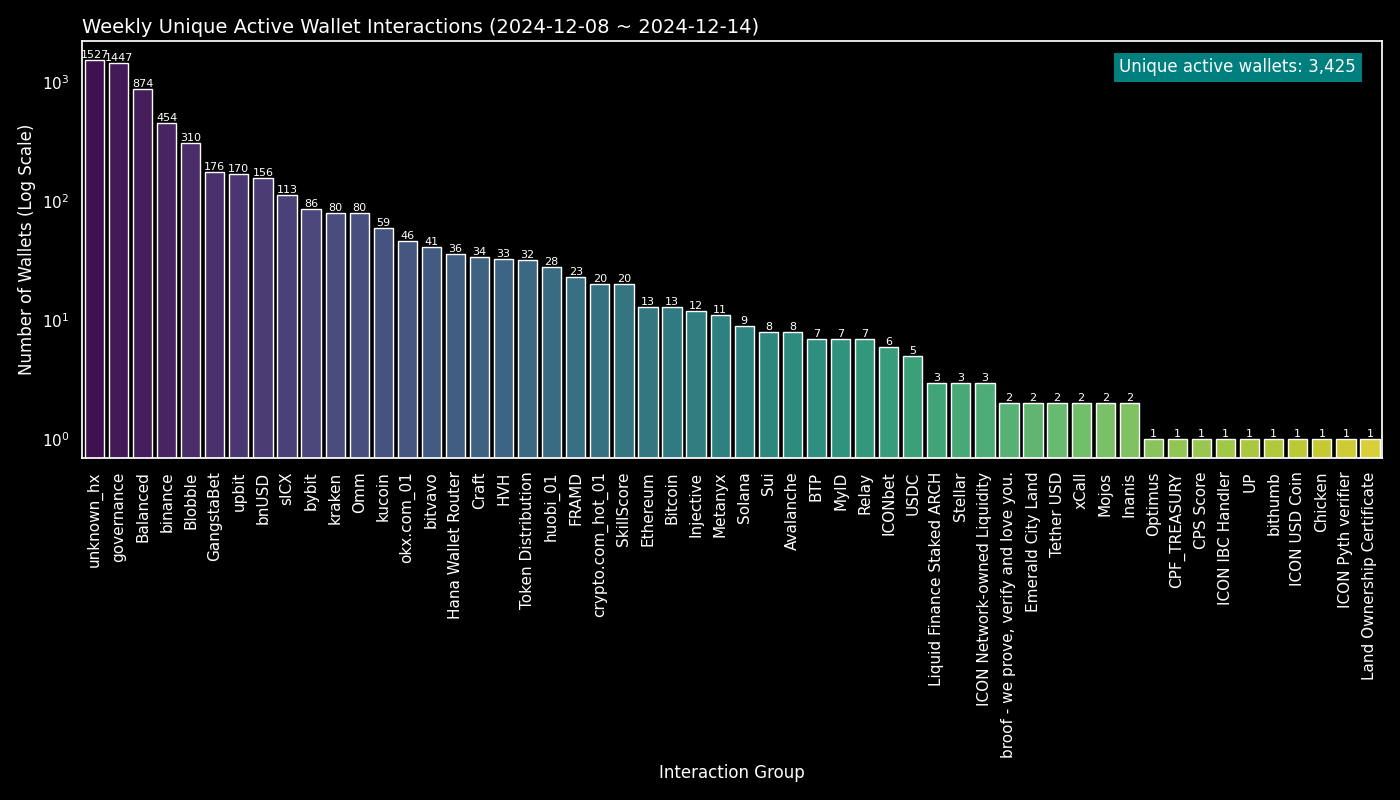 Weekly Unique Active Wallet Interactions (2024-12-08 ~ 2024-12-14)
Unique active wallets: 3,425
Number of Wallets (Log Scale)
10³
10²
10¹
10⁰
1527
1447
874
454
310
176
170
156
113
86
80
80
59
46
41
36
34
33
32
28
23
20
20
13
13
12
11
9
8
8
7
7
7
6
5
3
3
3
2
2
2
2
2
2
1
1
1
1
1
1
1
1
1
1
unknown_hx
governance
Balanced
binance
Blobble
GangstaBet
upbit
bnUSD
sICX
bybit
kraken
Omm
kucoin
okx.com_01
bitvavo
Hana Wallet Router
Craft
HVH
Token Distribution
huobi_01
FRAMD
crypto.com_hot_01
SkillScore
Ethereum
Bitcoin
Injective
Metanyx
Solana
Sui
Avalanche
BTP
MyID
Relay
ICONbet
USDC
Liquid Finance Staked ARCH
Stellar
ICON Network-owned Liquidity
broof - we prove, verify and love you.
Emerald City Land
Tether USD
xCall
Mojos
Inanis
Optimus
CPF_TREASURY
CPS Score
ICON IBC Handler
UP
bithumb
ICON USD Coin
Chicken
ICON Pyth verifier
Land Ownership Certificate
Interaction Group